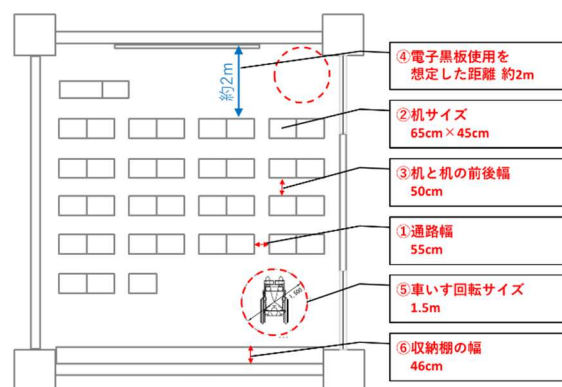 ④電子黒板使用を
想定した距離 約2m
約2m
②机サイズ
65cm×45cm
③机と机の前後幅
50cm
①通路幅
55cm
⑤車いす回転サイズ
1.5m
1,500
⑥収納棚の幅
46cm